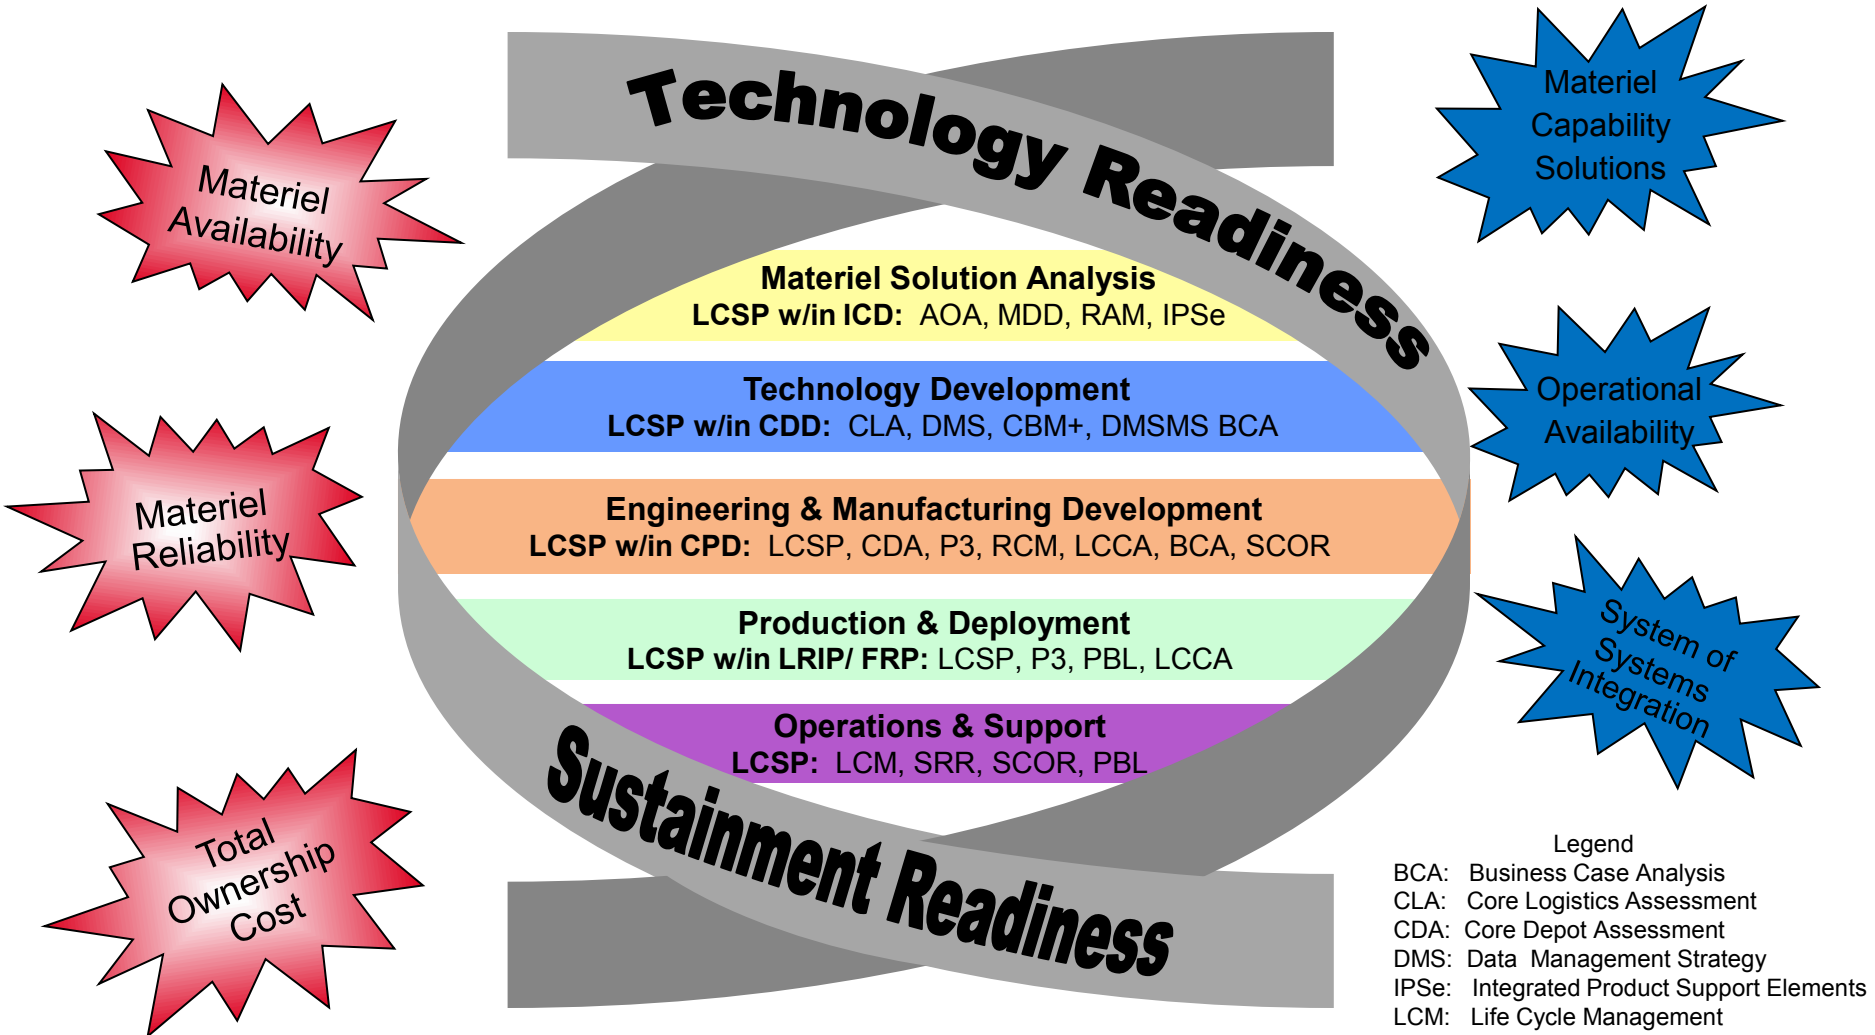 Technology Readiness
Materiel
Availability
Materiel
Reliability
Total
Ownership
Cost
Materiel Solution Analysis
LCSP w/in ICD: AOA, MDD, RAM, IPSe
Technology Development
LCSP w/in CDD: CLA, DMS, CBM+, DMSMS BCA
Engineering & Manufacturing Development
LCSP w/in CPD: LCSP, CDA, P3, RCM, LCCA, BCA, SCOR
Production & Deployment
LCSP w/in LRIP/ FRP: LCSP, P3, PBL, LCCA
Operations & Support
LCSP: LCM, SRR, SCOR, PBL
Sustainment Readiness
Materiel
Capability
Solutions
Operational
Availability
System of
Systems
Integration
Legend
BCA: Business Case Analysis
CLA: Core Logistics Assessment
CDA: Core Depot Assessment
DMS: Data Management Strategy
IPSe: Integrated Product Support Elements
LCM: Life Cycle Management